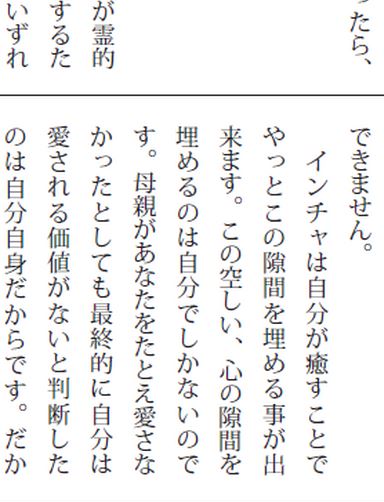 ったら、
が霊的
するた
いずれ
できません。
インチャは自分が癒すことで
やっとこの隙間を埋める事が出
来ます。この空しい、心の隙間を
埋めるのは自分でしかないので
す。母親があなたをたとえ愛さな
かったとしても最終的に自分は
愛される価値がないと判断した
のは自分自身だからです。だか